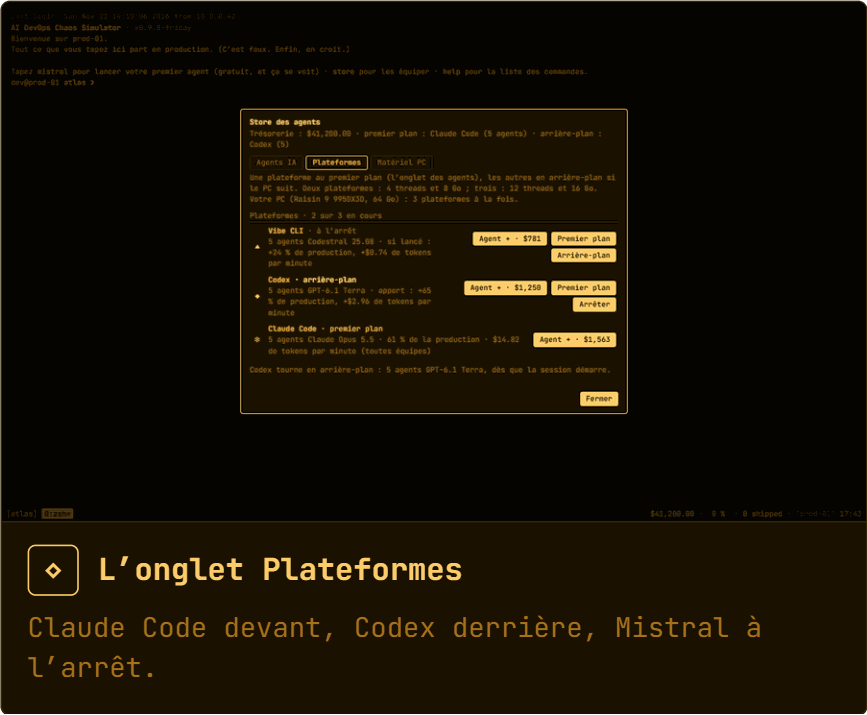 AI DevOps Chaos Simulator · v0.9.3-friday
Bienvenue sur prod-01.
Tout ce que vous tapez ici part en production. (C'est faux. Enfin, on croit.)
Tapez mistral pour lancer votre premier agent (gratuit, et ça se voit) · store pour les équiper · help pour la liste des commandes.
dev@prod-01 atlas ❯
Store des agents
Trésorerie : $41,200.00 · premier plan : Claude Code (5 agents) · arrière-plan :
Codex (5)
Agents IA Plateformes Matériel PC
Une plateforme au premier plan (l'onglet des agents), les autres en arrière-plan si
le PC suit. Deux plateformes : 4 threads et 8 Go ; trois : 12 threads et 16 Go.
Votre PC (Raisin 9 9950X3D, 64 Go) : 3 plateformes à la fois.
Plateformes · 2 sur 3 en cours
Vibe CLI · à l'arrêt
5 agents Codestral 25.08 · si lancé :
+24 % de production, +$0.74 de tokens
par minute
Agent + · $781 Premier plan
Arrière-plan
Codex · arrière-plan
5 agents GPT-6.1 Terra · apport : +65
% de production, +$3.96 de tokens par
minute
Agent + · $1,250 Premier plan
Arrêter
Claude Code · premier plan
5 agents Claude Opus 5.5 · 61 % de la production · $14.82
de tokens par minute (toutes équipes)
Agent + · $1,563
Codex tourne en arrière-plan : 5 agents GPT-6.1 Terra, dès que la session démarre.
Fermer
[atlas] 0:zsh*
$41,200.00 · 0 % · 0 shipped · "prod-01" 17:43
L’onglet Plateformes
Claude Code devant, Codex derrière, Mistral à
l’arrêt.